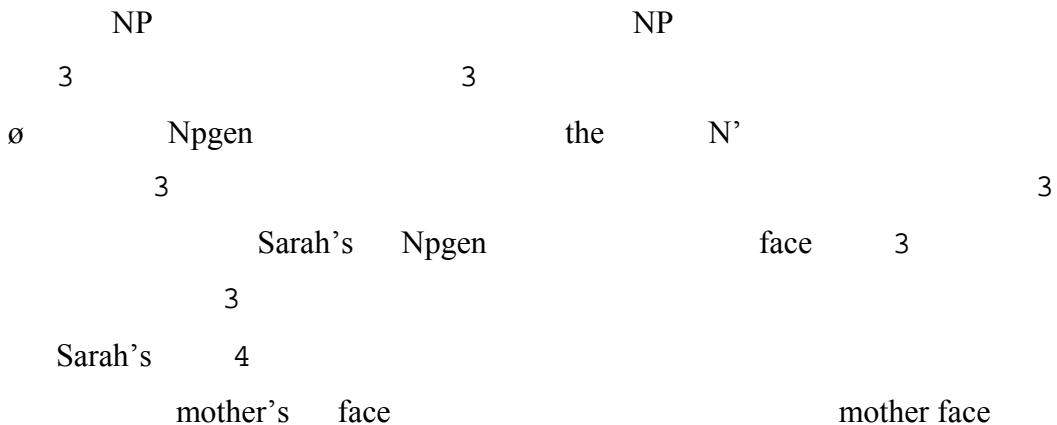 NP NP
3 3
ø Npgen the N’
3 3
Sarah’s Npgen face 3
3
Sarah’s 4
mother’s face mother face